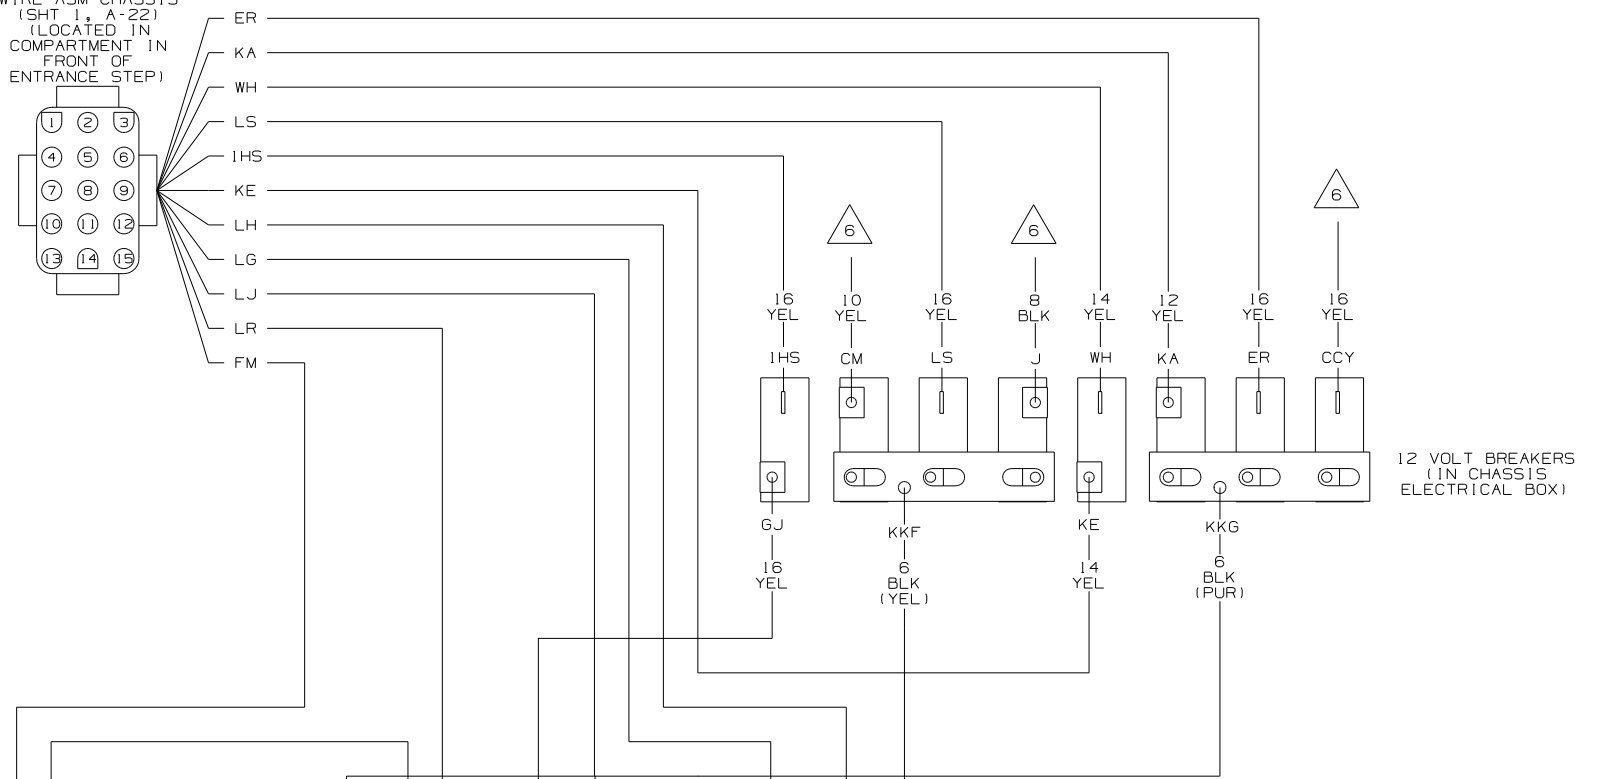 WIRE ASM CHASSIS
(SHT 1, A-22)
(LOCATED IN
COMPARTMENT IN
FRONT OF
ENTRANCE STEP)
1 2 3
4 5 6
7 8 9
10 11 12
13 14 15
ER
KA
WH
LS
1HS
KE
LH
LG
LJ
LR
FM
6 6 6
16 10 16 8 14 12 16 16
YEL YEL YEL BLK YEL YEL YEL YEL
1HS CM LS J WH KA ER CCY
12 VOLT BREAKERS
(IN CHASSIS
ELECTRICAL BOX)
GJ KKF KE KKG
16
YEL
6
BLK
(YEL)
14
YEL
6
BLK
(PUR)